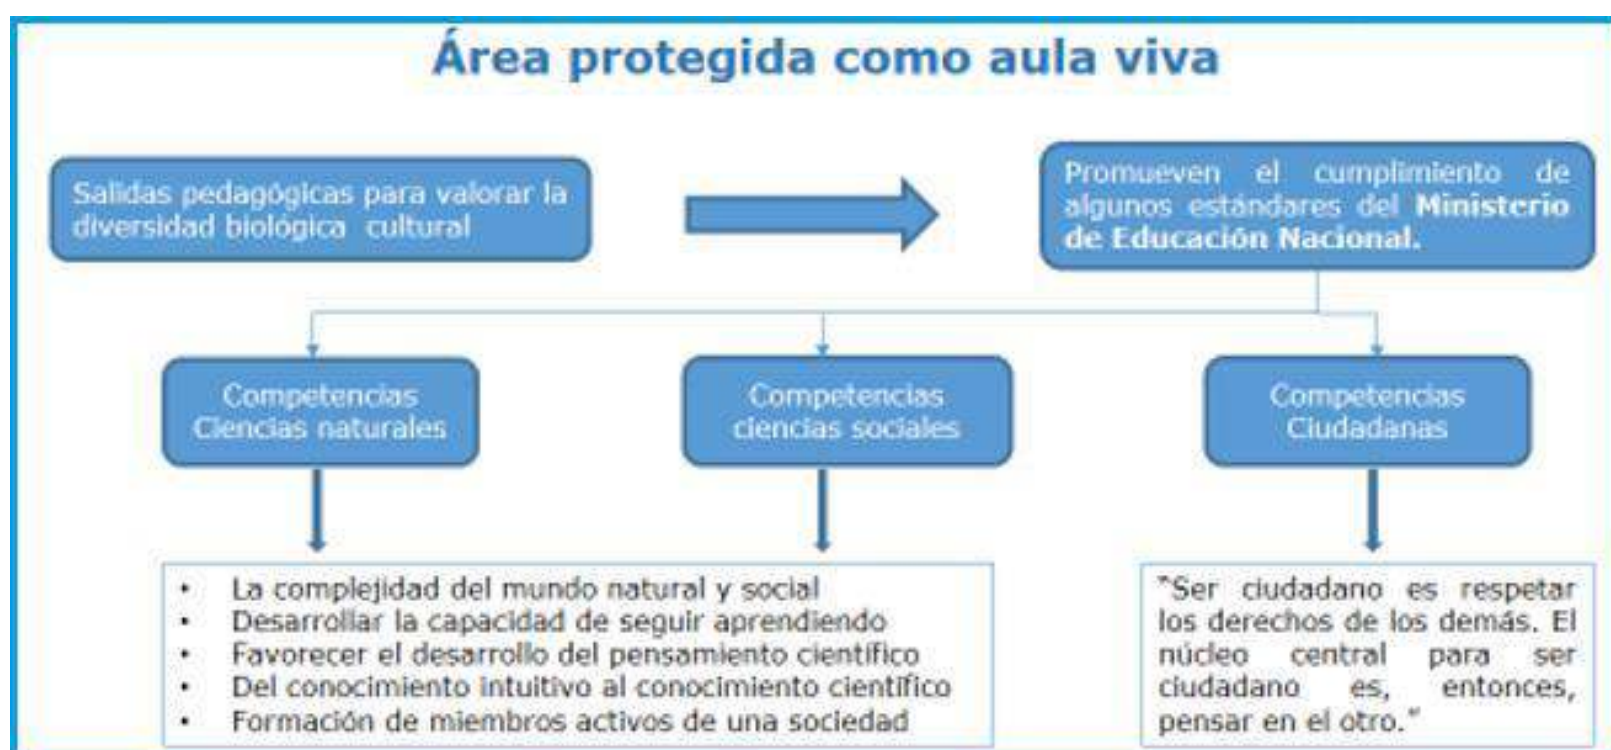 Área protegida como aula viva
Salidas pedagógicas para valorar la
diversidad biológica cultural
Promueven el cumplimiento de
algunos estándares del Ministerio
de Educación Nacional.
Competencias
Ciencias naturales
Competencias
ciencias sociales
Competencias
Ciudadanas
• La complejidad del mundo natural y social
• Desarrollar la capacidad de seguir aprendiendo
• Favorecer el desarrollo del pensamiento científico
• Del conocimiento intuitivo al conocimiento científico
• Formación de miembros activos de una sociedad
"Ser ciudadano es respetar
los derechos de los demás. El
núcleo central para ser
ciudadano es, entonces,
pensar en el otro."